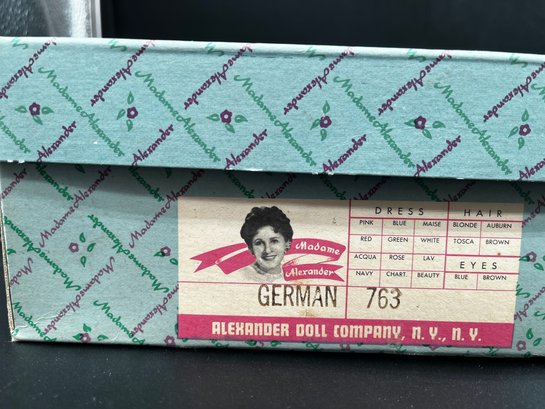 Madame Alexander
DRESS HAIR
PINK BLUE MAISE BLONDE AUBURN
RED GREEN WHITE TOSCA BROWN
ACQUA ROSE LAV EYES
NAVY CHART. BEAUTY BLUE BROWN
Madame
Alexander
GERMAN 763
ALEXANDER DOLL COMPANY, N.Y., N.Y.